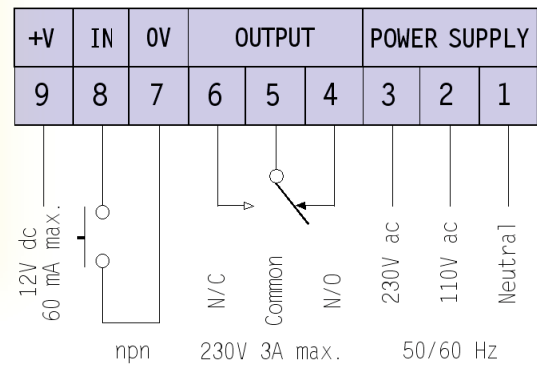 +V IN 0V OUTPUT POWER SUPPLY
9 8 7 6 5 4 3 2 1
12V dc
60 mA max.
N/C
Common
N/O
230V ac
110V ac
Neutral
npn 230V 3A max. 50/60 Hz